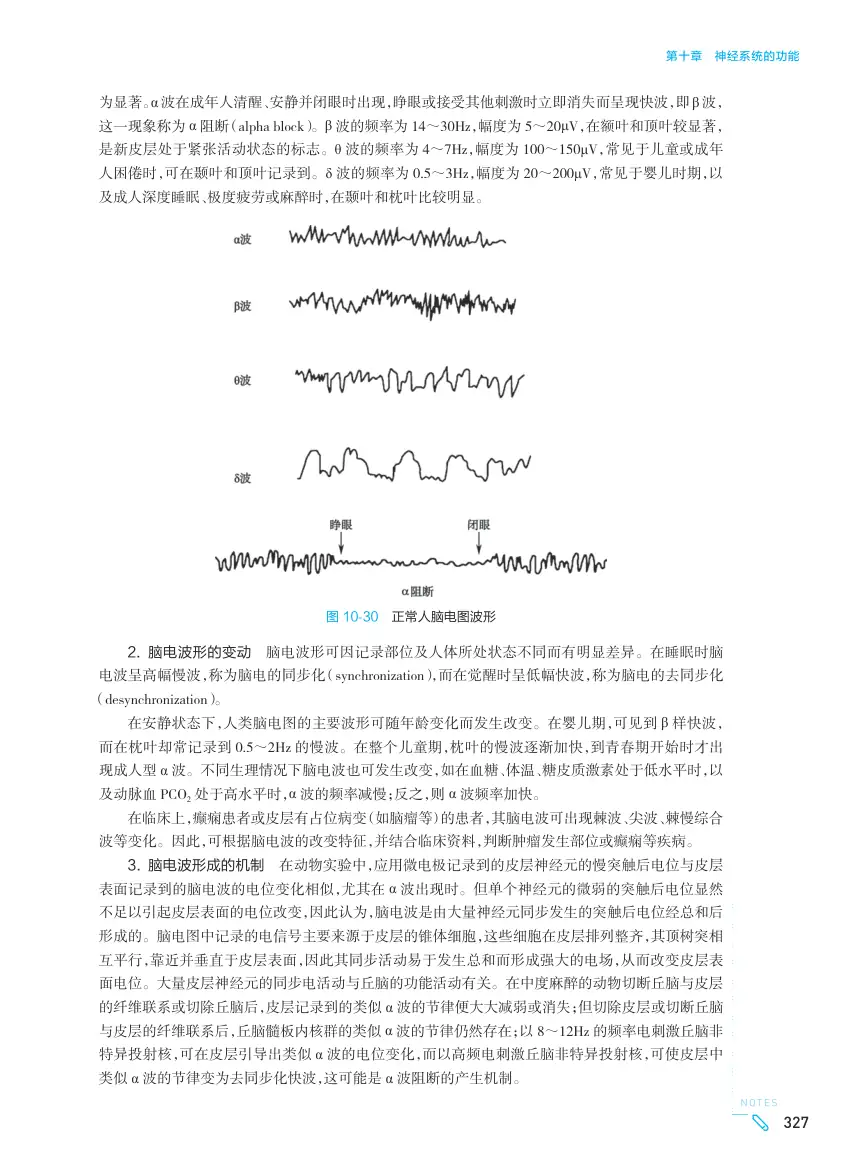 第十章 神经系统的功能
为显著。α波在成年人清醒、安静并闭眼时出现,睁眼或接受其他刺激时立即消失而呈现快波,即β波,
这一现象称为α阻断(alpha block)。β波的频率为14～30Hz,幅度为5～20μV,在额叶和顶叶较显著,
是新皮层处于紧张活动状态的标志。θ波的频率为4～7Hz,幅度为100～150μV,常见于儿童或成年
人困倦时,可在颞叶和顶叶记录到。δ波的频率为0.5～3Hz,幅度为20～200μV,常见于婴儿时期,以
及成人深度睡眠、极度疲劳或麻醉时,在颞叶和枕叶比较明显。
α波
β波
θ波
δ波
睁眼 闭眼
α阻断
图 10-30 正常人脑电图波形
2. 脑电波形的变动 脑电波形可因记录部位及人体所处状态不同而有明显差异。在睡眠时脑
电波呈高幅慢波,称为脑电的同步化(synchronization),而在觉醒时呈低幅快波,称为脑电的去同步化
(desynchronization)。
在安静状态下,人类脑电图的主要波形可随年龄变化而发生改变。在婴儿期,可见到β样快波,
而在枕叶却常记录到0.5～2Hz的慢波。在整个儿童期,枕叶的慢波逐渐加快,到青春期开始时才出
现成人型α波。不同生理情况下脑电波也可发生改变,如在血糖、体温、糖皮质激素处于低水平时,以
及动脉血PCO₂处于高水平时,α波的频率减慢;反之,则α波频率加快。
在临床上,癫痫患者或皮层有占位病变(如脑瘤等)的患者,其脑电波可出现棘波、尖波、棘慢综合
波等变化。因此,可根据脑电波的改变特征,并结合临床资料,判断肿瘤发生部位或癫痫等疾病。
3. 脑电波形成的机制 在动物实验中,应用微电极记录到的皮层神经元的慢突触后电位与皮层
表面记录到的脑电波的电位变化相似,尤其在α波出现时。但单个神经元的微弱的突触后电位显然
不足以引起皮层表面的电位改变,因此认为,脑电波是由大量神经元同步发生的突触后电位经总和后
形成的。脑电图中记录的电信号主要来源于皮层的锥体细胞,这些细胞在皮层排列整齐,其顶树突相
互平行,靠近并垂直于皮层表面,因此其同步活动易于发生总和而形成强大的电场,从而改变皮层表
面电位。大量皮层神经元的同步电活动与丘脑的功能活动有关。在中度麻醉的动物切断丘脑与皮层
的纤维联系或切除丘脑后,皮层记录到的类似α波的节律便大大减弱或消失;但切除皮层或切断丘脑
与皮层的纤维联系后,丘脑髓板内核群的类似α波的节律仍然存在;以8～12Hz的频率电刺激丘脑非
特异投射核,可在皮层引导出类似α波的电位变化,而以高频电刺激丘脑非特异投射核,可使皮层中
类似α波的节律变为去同步化快波,这可能是α波阻断的产生机制。
NOTES
327